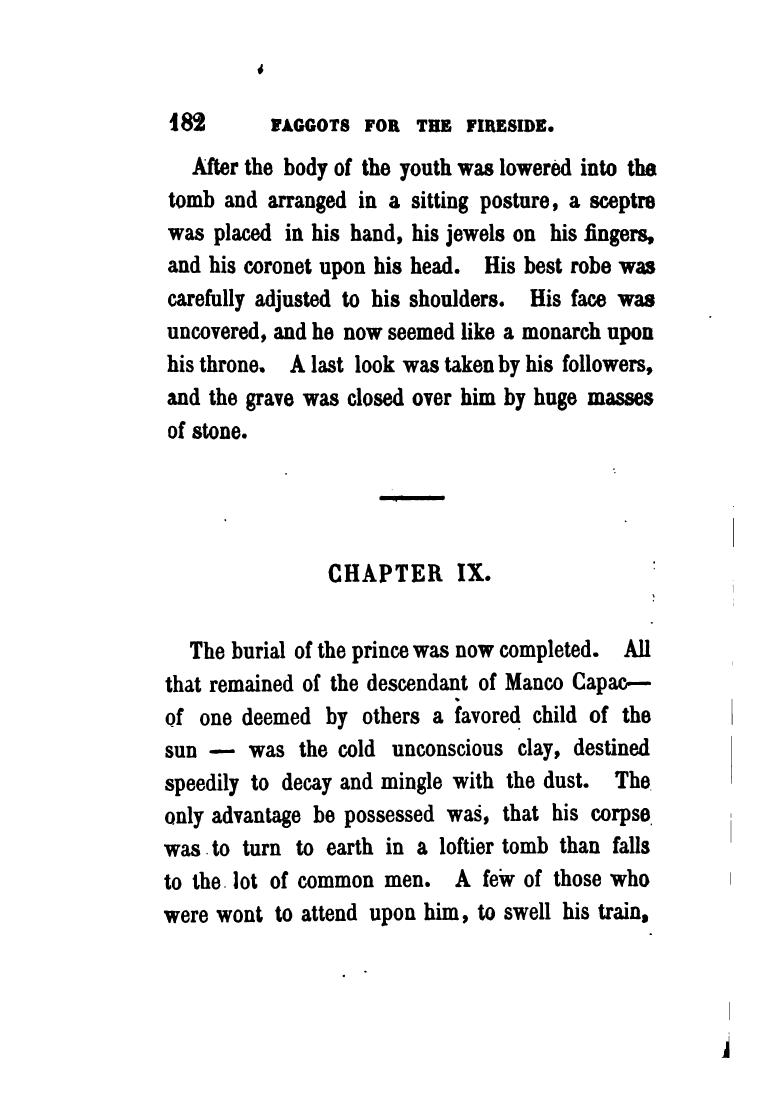 182 FAGGOTS FOR THE FIRESIDE.
After the body of the youth was lowered into the
tomb and arranged in a sitting posture, a sceptre
was placed in his hand, his jewels on his fingers,
and his coronet upon his head. His best robe was
carefully adjusted to his shoulders. His face was
uncovered, and he now seemed like a monarch upon
his throne. A last look was taken by his followers,
and the grave was closed over him by huge masses
of stone.
CHAPTER IX.
The burial of the prince was now completed. All
that remained of the descendant of Manco Capac—
of one deemed by others a favored child of the
sun — was the cold unconscious clay, destined
speedily to decay and mingle with the dust. The
only advantage he possessed was, that his corpse
was to turn to earth in a loftier tomb than falls
to the lot of common men. A few of those who
were wont to attend upon him, to swell his train,